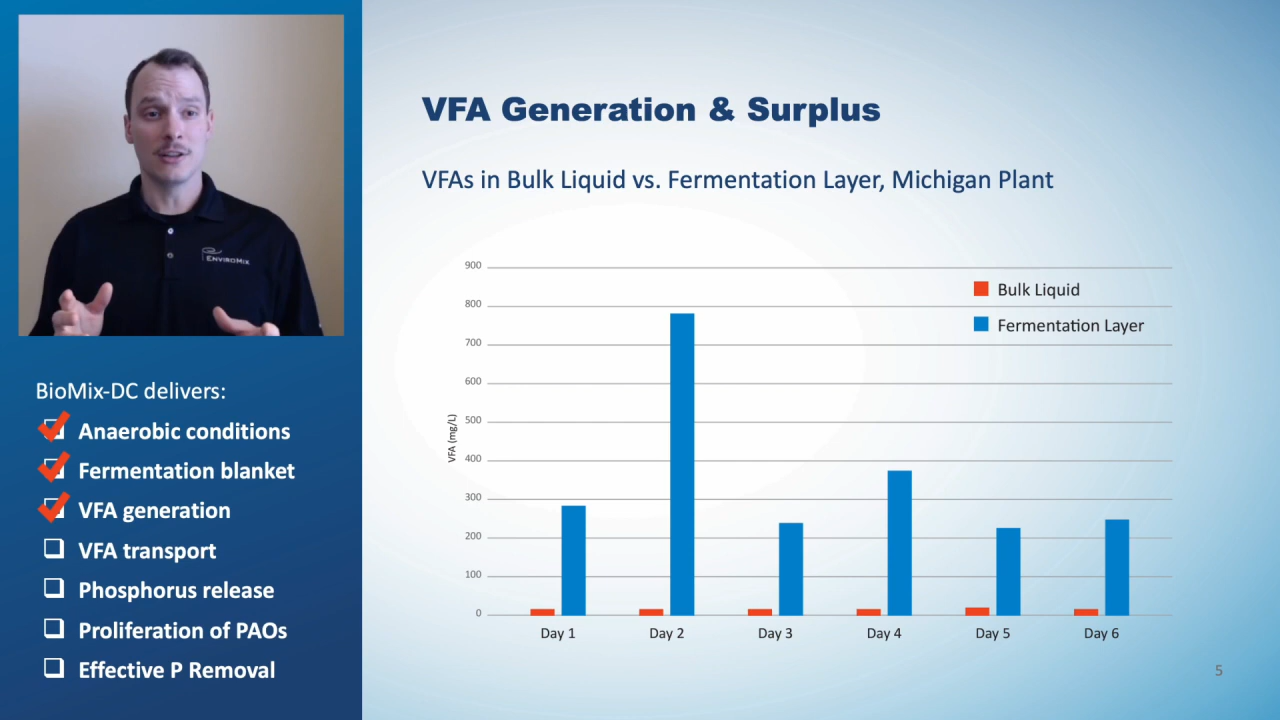 ENVIROMIX
BioMix-DC delivers:
Anaerobic conditions
Fermentation blanket
VFA generation
VFA transport
Phosphorus release
Proliferation of PAOs
Effective P Removal
VFA Generation & Surplus
VFAs in Bulk Liquid vs. Fermentation Layer, Michigan Plant
Bulk Liquid
Fermentation Layer
VFA (mg/L)
900
800
700
600
500
400
300
200
100
0
Day 1 Day 2 Day 3 Day 4 Day 5 Day 6
5